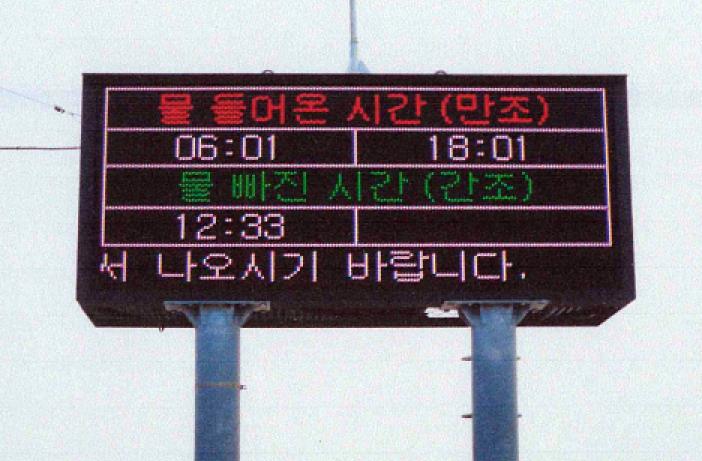 물 들어온 시간 (만조)
06:01 18:01
물 빠진 시간 (간조)
12:33
서 나오시기 바랍니다.